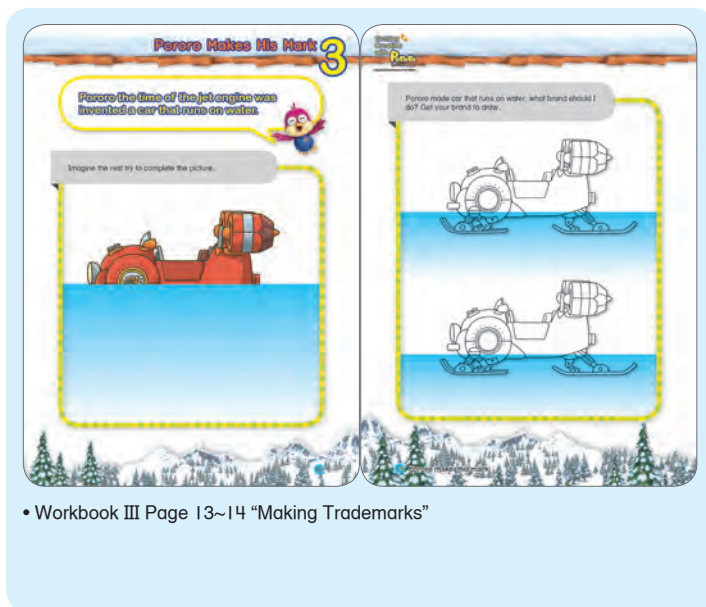 Pororo Makes His Mark 3
Pororo the time of the jet engine was
invented a car that runs on water.
Imagine the rest try to complete the picture.
Pororo made car that runs on water, what brand should I
do? Get your brand to draw.
• Workbook III Page 13~14 “Making Trademarks”